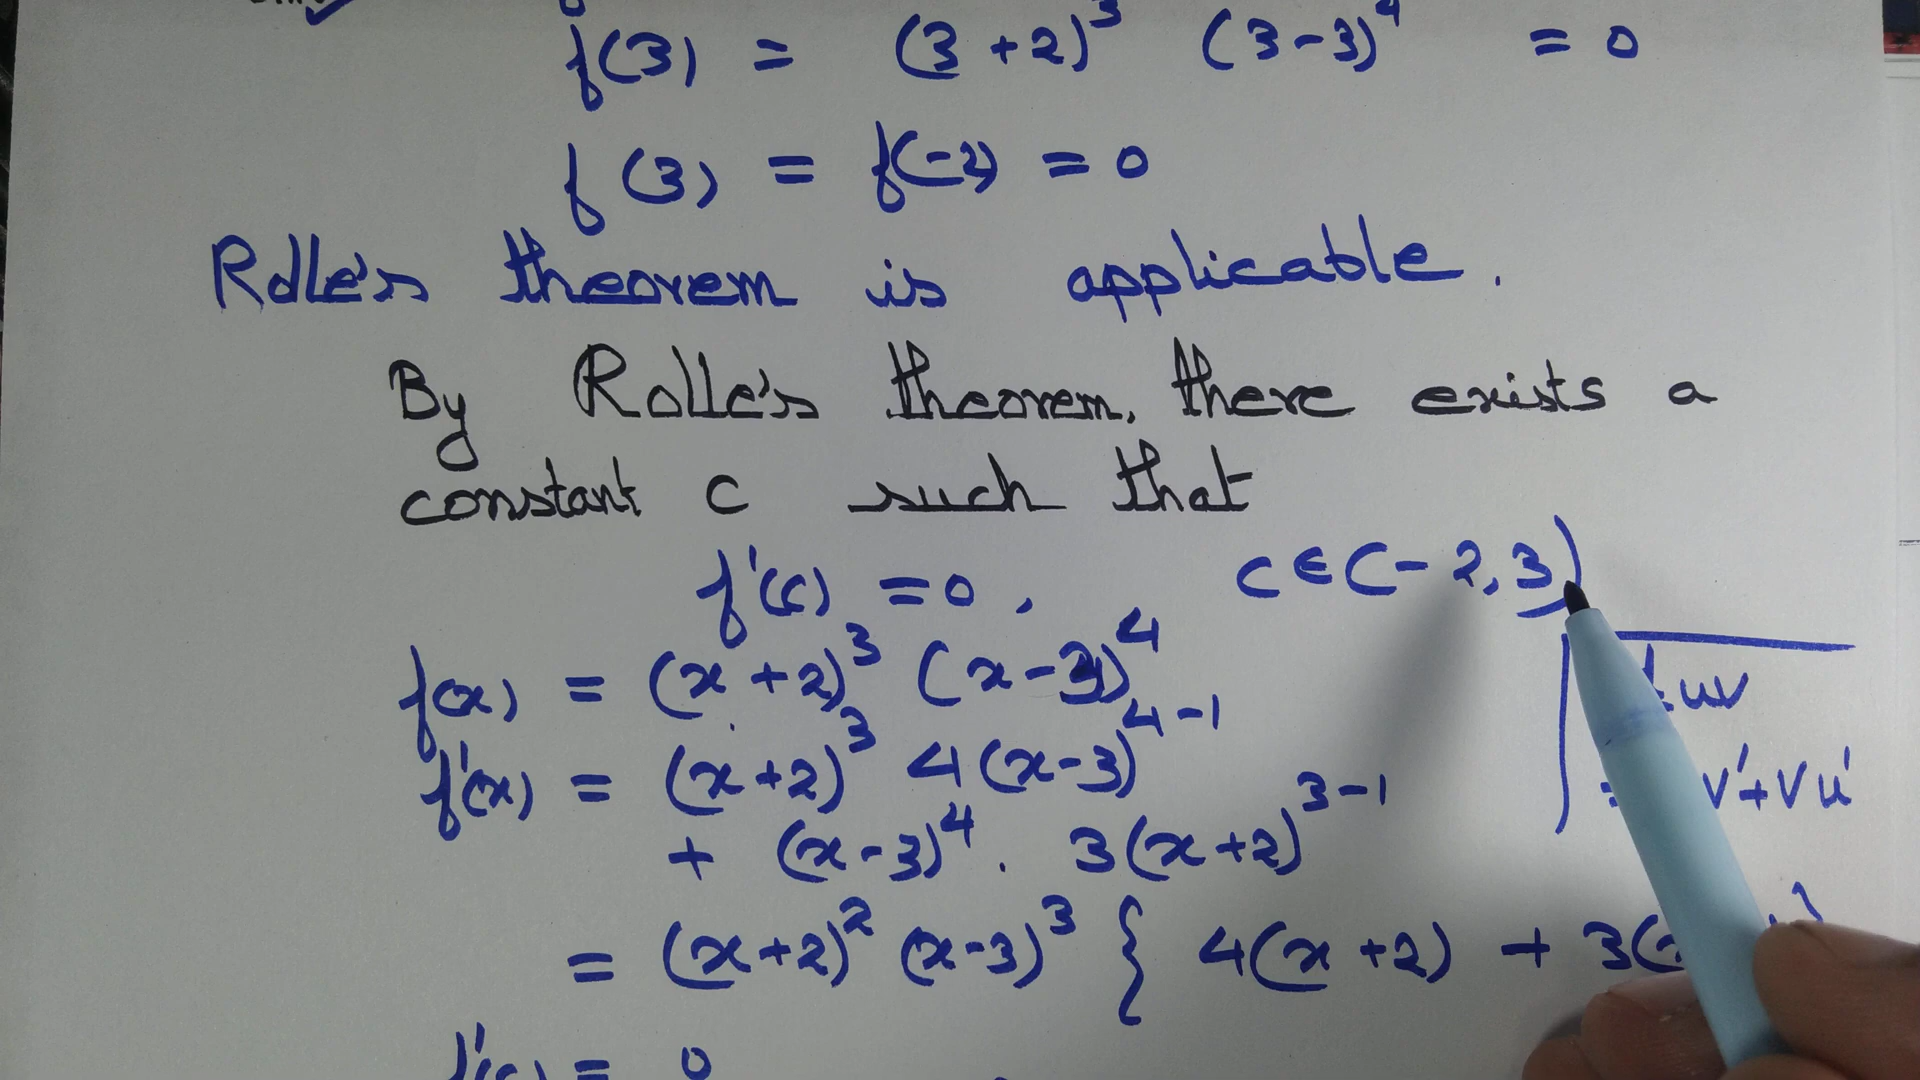 f(3) = (3+2)³ (3-3)⁴ = 0
f(3) = f(-2) = 0
Rolle's theorem is applicable.
By Rolle's theorem, there exists a
constant c such that
f'(c) = 0, c∈(-2,3)
f(x) = (x+2)³ (x-3)⁴
f'(x) = (x+2)³ 4(x-3)⁴⁻¹
+ (x-3)⁴. 3(x+2)³⁻¹
uv
v'+vu'
= (x+2)² (x-3)³ { 4(x+2) + 3(
f'(c) = 0